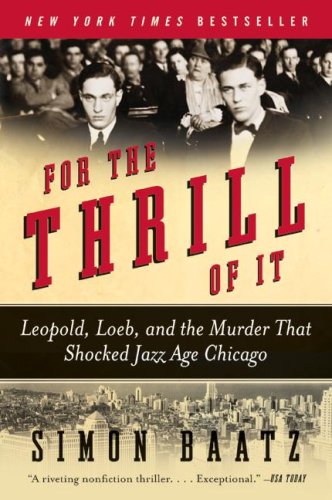 NEW YORK TIMES BESTSELLER
FOR THE
THRILL
OF IT
Leopold, Loeb, and the Murder That
Shocked Jazz Age Chicago
SIMON BAATZ
“A riveting nonfiction thriller. . . . Exceptional.” —USA TODAY